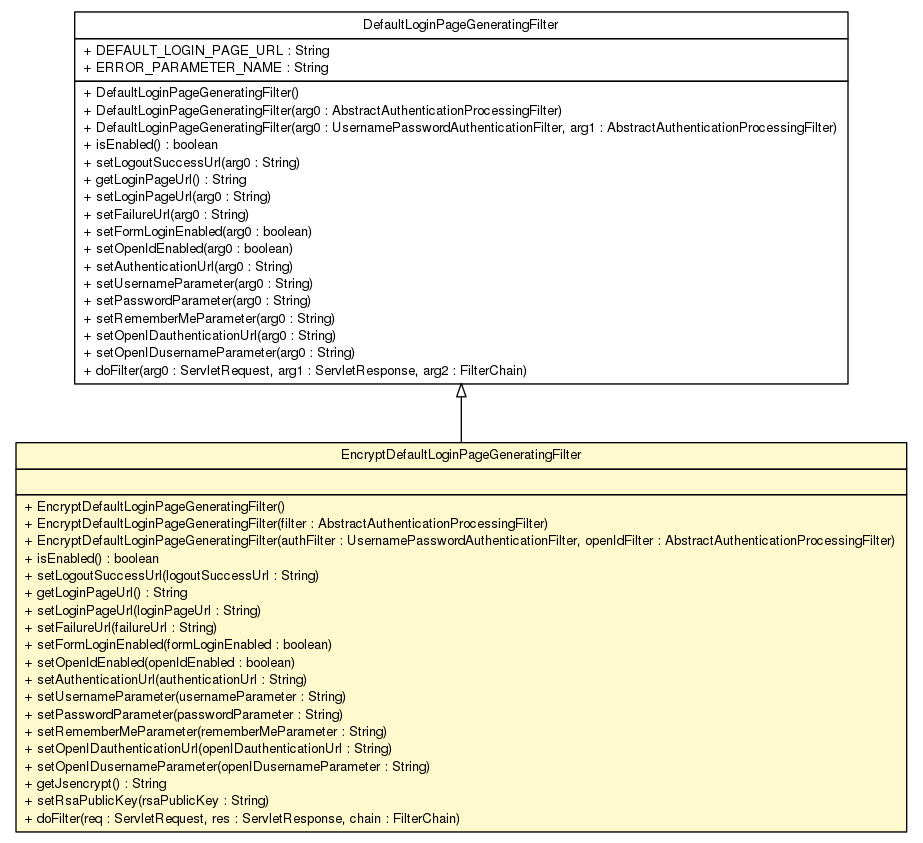 DefaultLoginPageGeneratingFilter
+ DEFAULT_LOGIN_PAGE_URL : String
+ ERROR_PARAMETER_NAME : String
+ DefaultLoginPageGeneratingFilter()
+ DefaultLoginPageGeneratingFilter(arg0 : AbstractAuthenticationProcessingFilter)
+ DefaultLoginPageGeneratingFilter(arg0 : UsernamePasswordAuthenticationFilter, arg1 : AbstractAuthenticationProcessingFilter)
+ isEnabled() : boolean
+ setLogoutSuccessUrl(arg0 : String)
+ getLoginPageUrl() : String
+ setLoginPageUrl(arg0 : String)
+ setFailureUrl(arg0 : String)
+ setFormLoginEnabled(arg0 : boolean)
+ setOpenIdEnabled(arg0 : boolean)
+ setAuthenticationUrl(arg0 : String)
+ setUsernameParameter(arg0 : String)
+ setPasswordParameter(arg0 : String)
+ setRememberMeParameter(arg0 : String)
+ setOpenIDauthenticationUrl(arg0 : String)
+ setOpenIDusernameParameter(arg0 : String)
+ doFilter(arg0 : ServletRequest, arg1 : ServletResponse, arg2 : FilterChain)
EncryptDefaultLoginPageGeneratingFilter
+ EncryptDefaultLoginPageGeneratingFilter()
+ EncryptDefaultLoginPageGeneratingFilter(filter : AbstractAuthenticationProcessingFilter)
+ EncryptDefaultLoginPageGeneratingFilter(authFilter : UsernamePasswordAuthenticationFilter, openIdFilter : AbstractAuthenticationProcessingFilter)
+ isEnabled() : boolean
+ setLogoutSuccessUrl(logoutSuccessUrl : String)
+ getLoginPageUrl() : String
+ setLoginPageUrl(loginPageUrl : String)
+ setFailureUrl(failureUrl : String)
+ setFormLoginEnabled(formLoginEnabled : boolean)
+ setOpenIdEnabled(openIdEnabled : boolean)
+ setAuthenticationUrl(authenticationUrl : String)
+ setUsernameParameter(usernameParameter : String)
+ setPasswordParameter(passwordParameter : String)
+ setRememberMeParameter(rememberMeParameter : String)
+ setOpenIDauthenticationUrl(openIDauthenticationUrl : String)
+ setOpenIDusernameParameter(openIDusernameParameter : String)
+ getJsencrypt() : String
+ setRsaPublicKey(rsaPublicKey : String)
+ doFilter(req : ServletRequest, res : ServletResponse, chain : FilterChain)